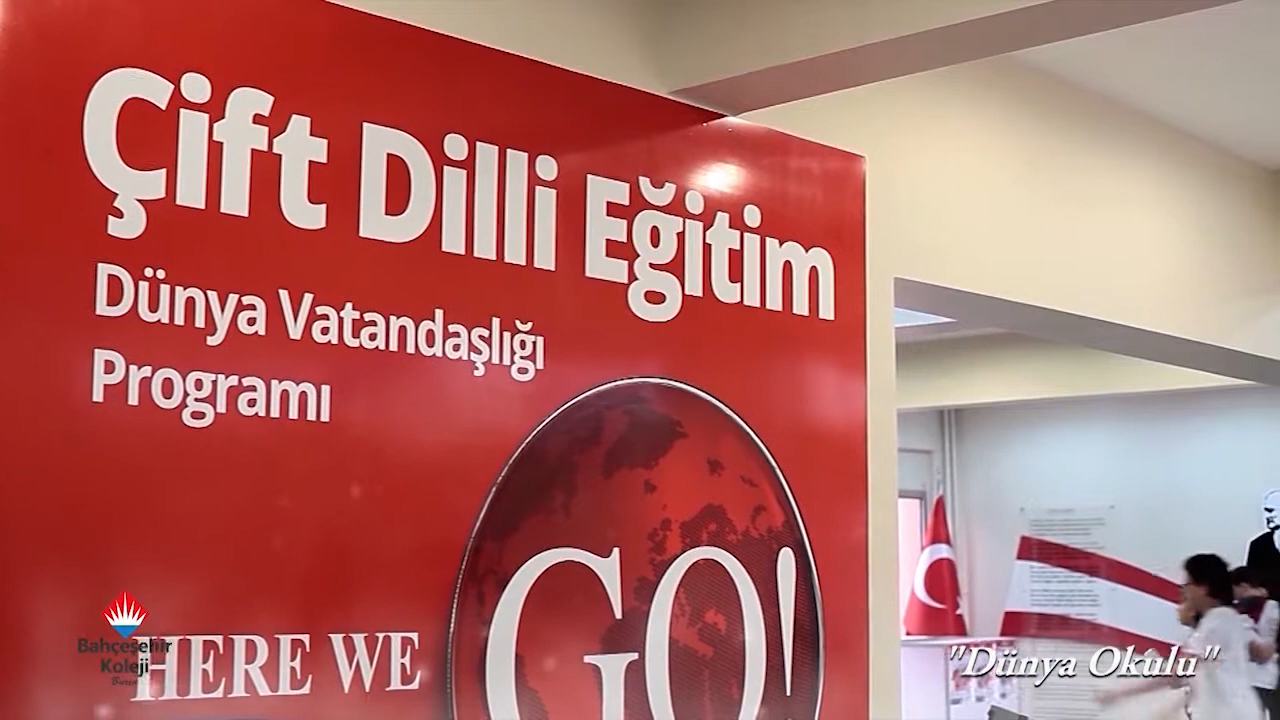 Çift Dilli Eğitim
Dünya Vatandaşlığı
Programı
HERE WE
GO!
Bahçeşehir
Koleji
"Dünya Okulu"